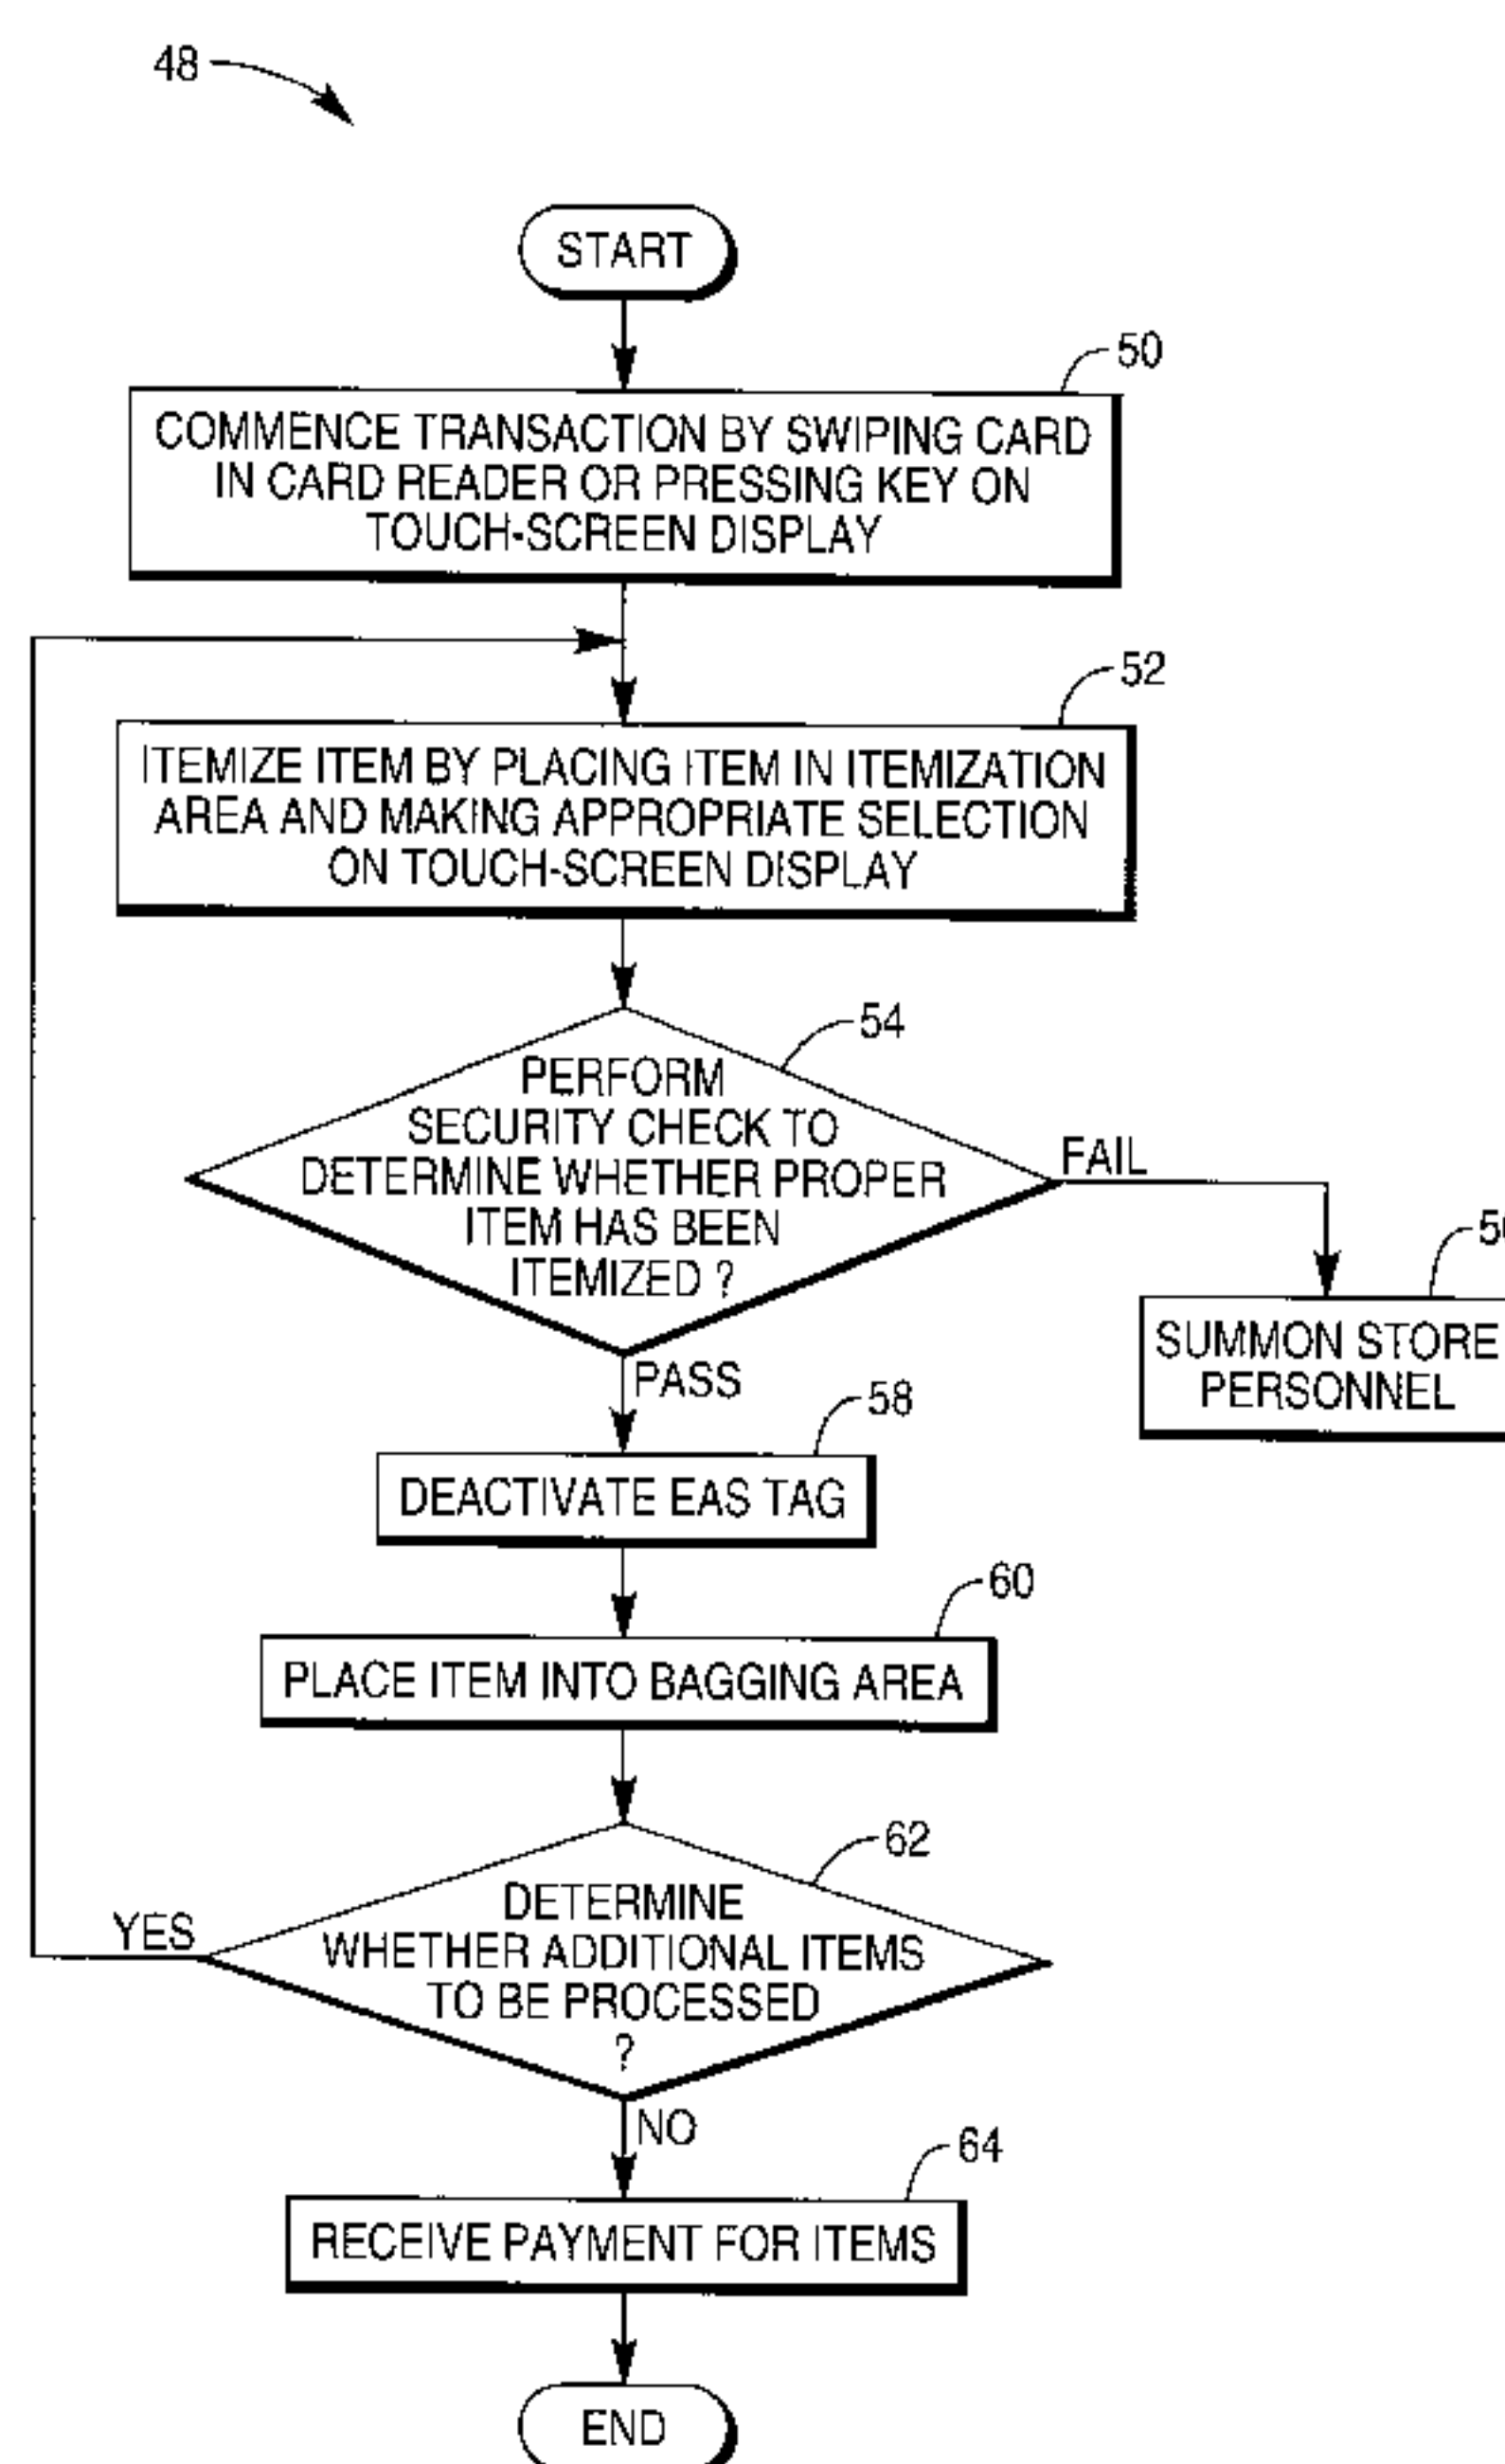 48
START
50
COMMENCE TRANSACTION BY SWIPING CARD
IN CARD READER OR PRESSING KEY ON
TOUCH-SCREEN DISPLAY
52
ITEMIZE ITEM BY PLACING ITEM IN ITEMIZATION
AREA AND MAKING APPROPRIATE SELECTION
ON TOUCH-SCREEN DISPLAY
54
PERFORM
SECURITY CHECK TO
DETERMINE WHETHER PROPER
ITEM HAS BEEN
ITEMIZED ?
FAIL
SUMMON STORE
PERSONNEL
PASS
58
DEACTIVATE EAS TAG
60
PLACE ITEM INTO BAGGING AREA
62
DETERMINE
WHETHER ADDITIONAL ITEMS
TO BE PROCESSED
?
YES
NO
64
RECEIVE PAYMENT FOR ITEMS
END